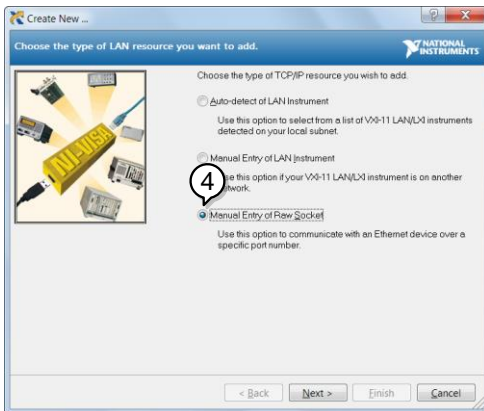 Create New ...
Choose the type of LAN resource you want to add.
NATIONAL
INSTRUMENTS
Choose the type of TCP/IP resource you wish to add.
Auto-detect of LAN Instrument
Use this option to select from a list of VXI-11 LAN/LXI instruments
detected on your local subnet.
Manual Entry of LAN Instrument
this option if your VXI-11 LAN/LXI instrument is on another
4
Manual Entry of Raw Socket
Use this option to communicate with an Ethernet device over a
specific port number.
NI-VISA
< Back
Next >
Finish
Cancel